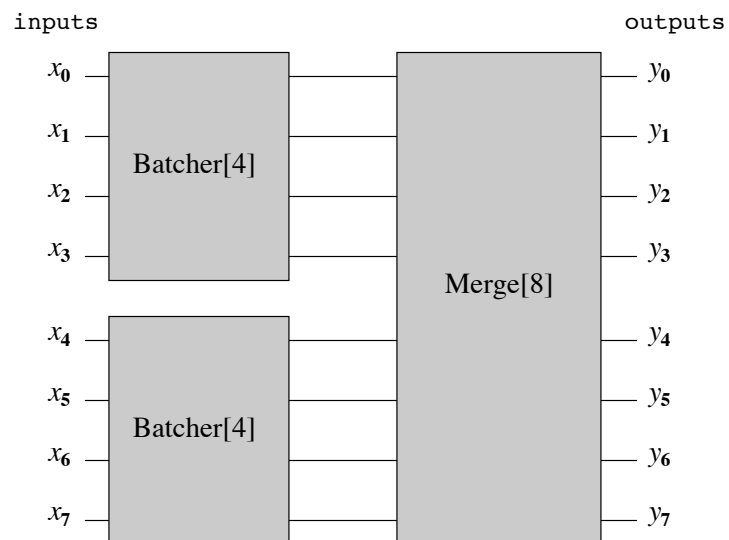 inputs outputs
x₀ y₀
x₁ y₁
Batcher[4]
x₂ y₂
x₃ y₃
Merge[8]
x₄ y₄
x₅ y₅
Batcher[4]
x₆ y₆
x₇ y₇